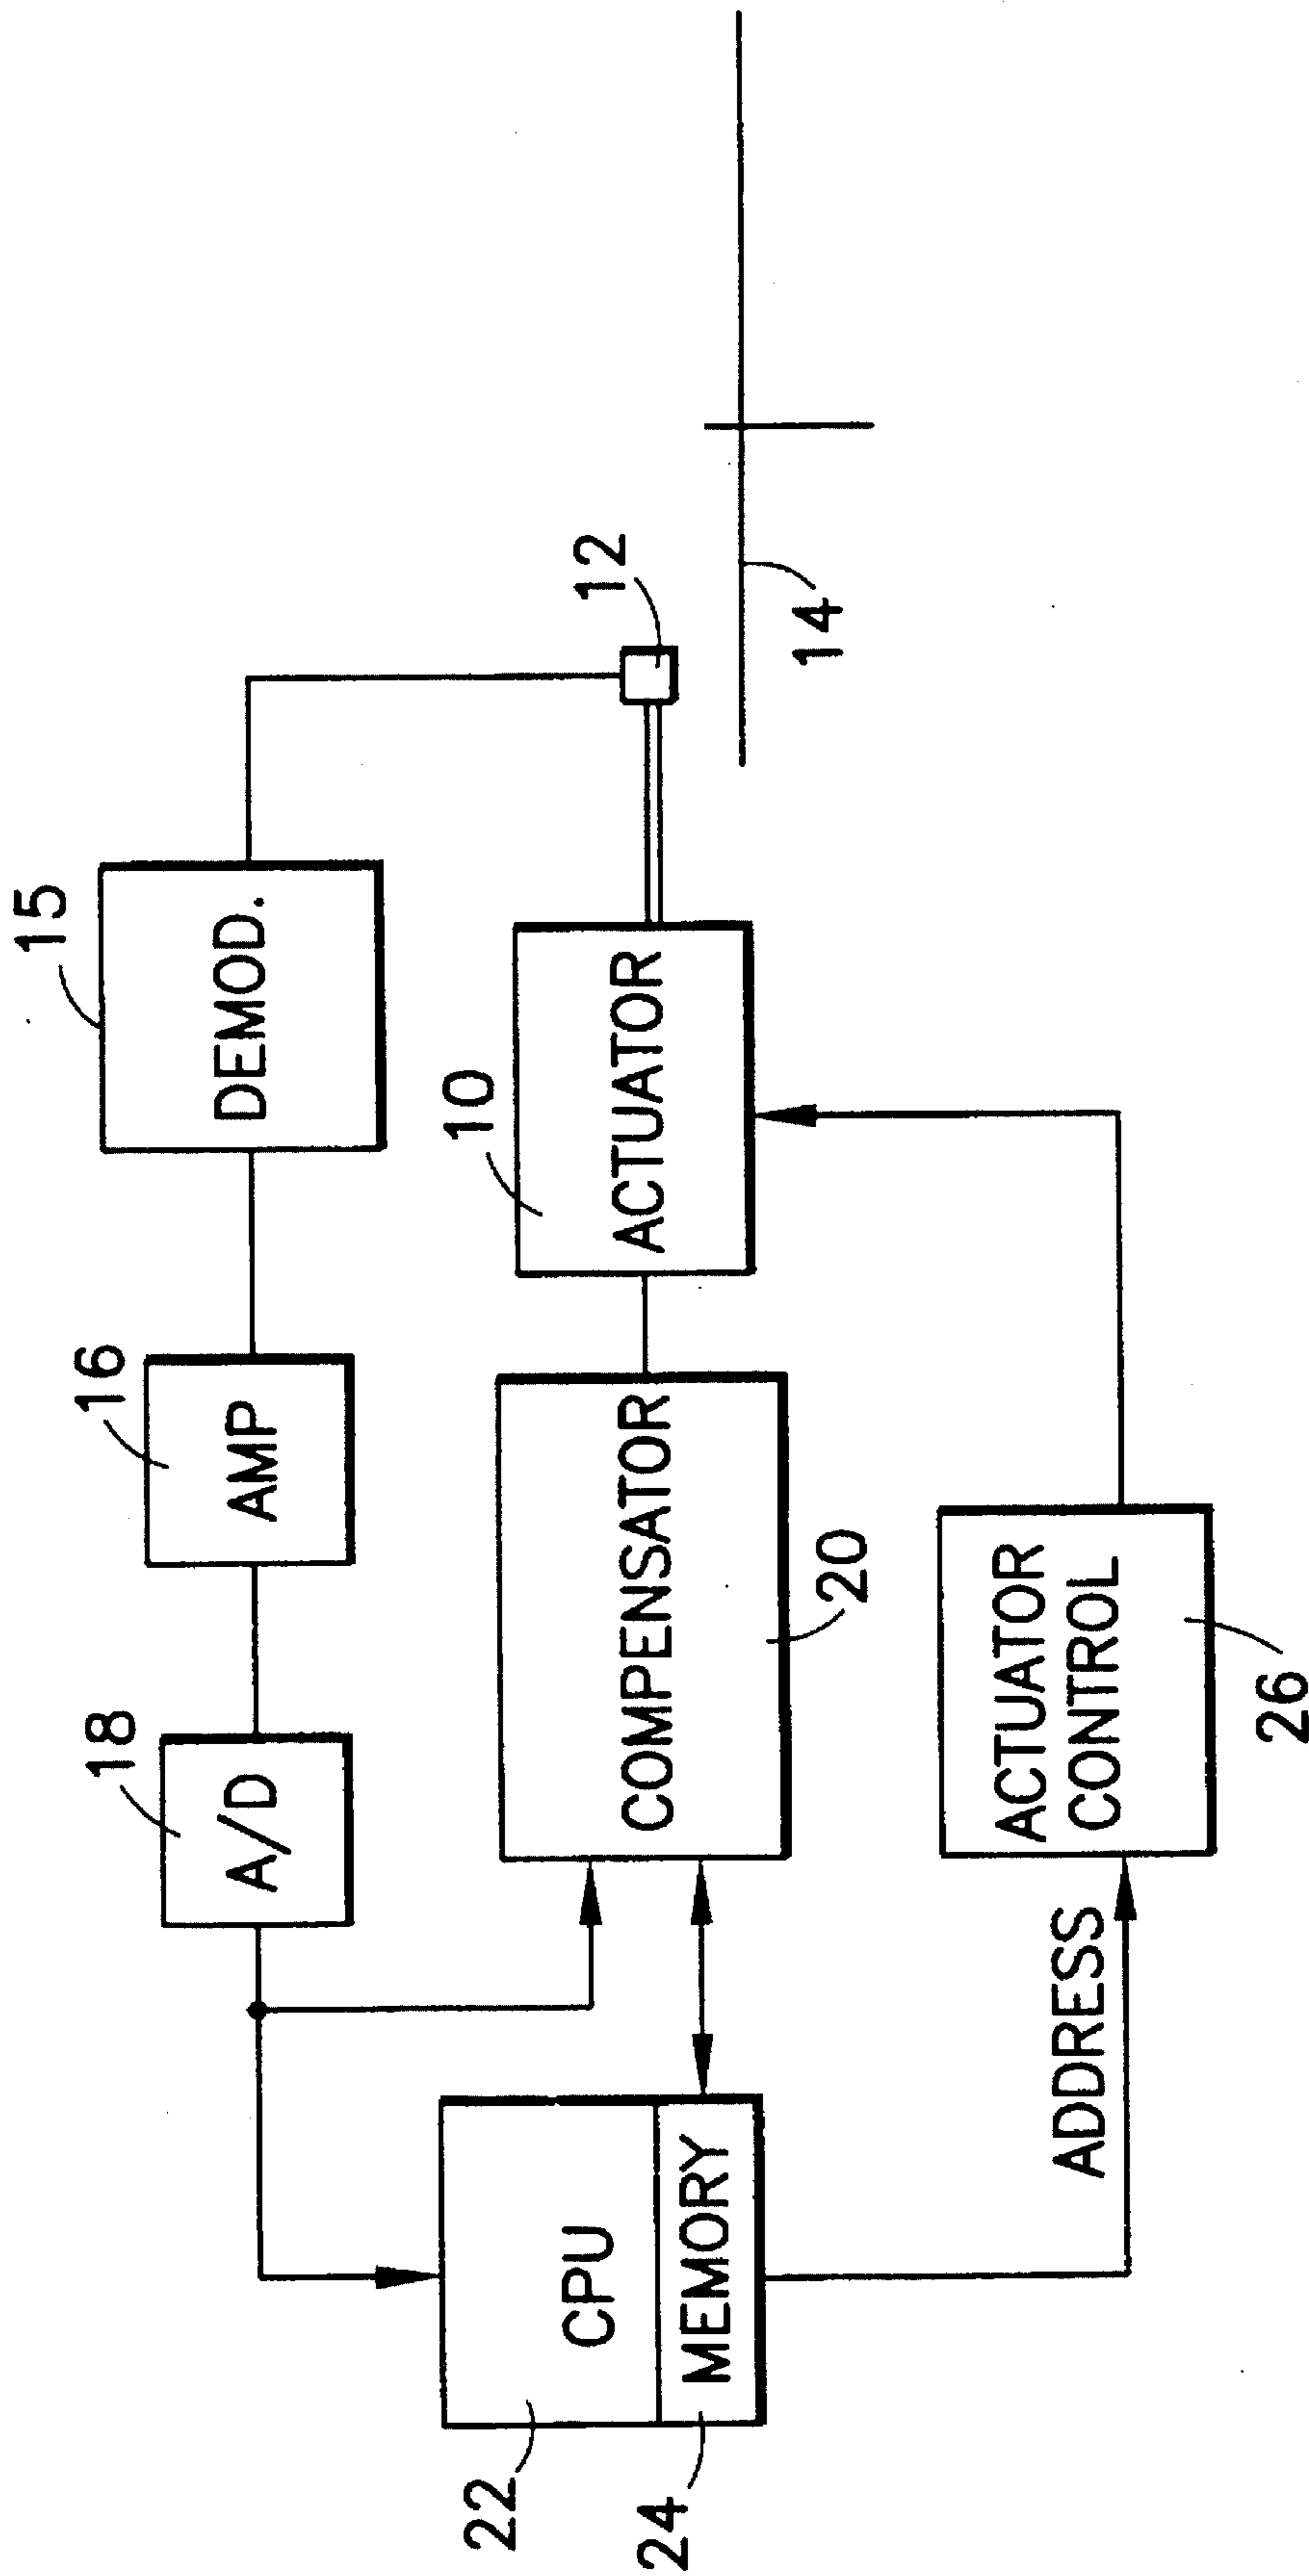 15
DEMOD.
16
AMP
18
A/D
12
14
10
ACTUATOR
COMPENSATOR
20
22
CPU
24
MEMORY
ADDRESS
ACTUATOR
CONTROL
26